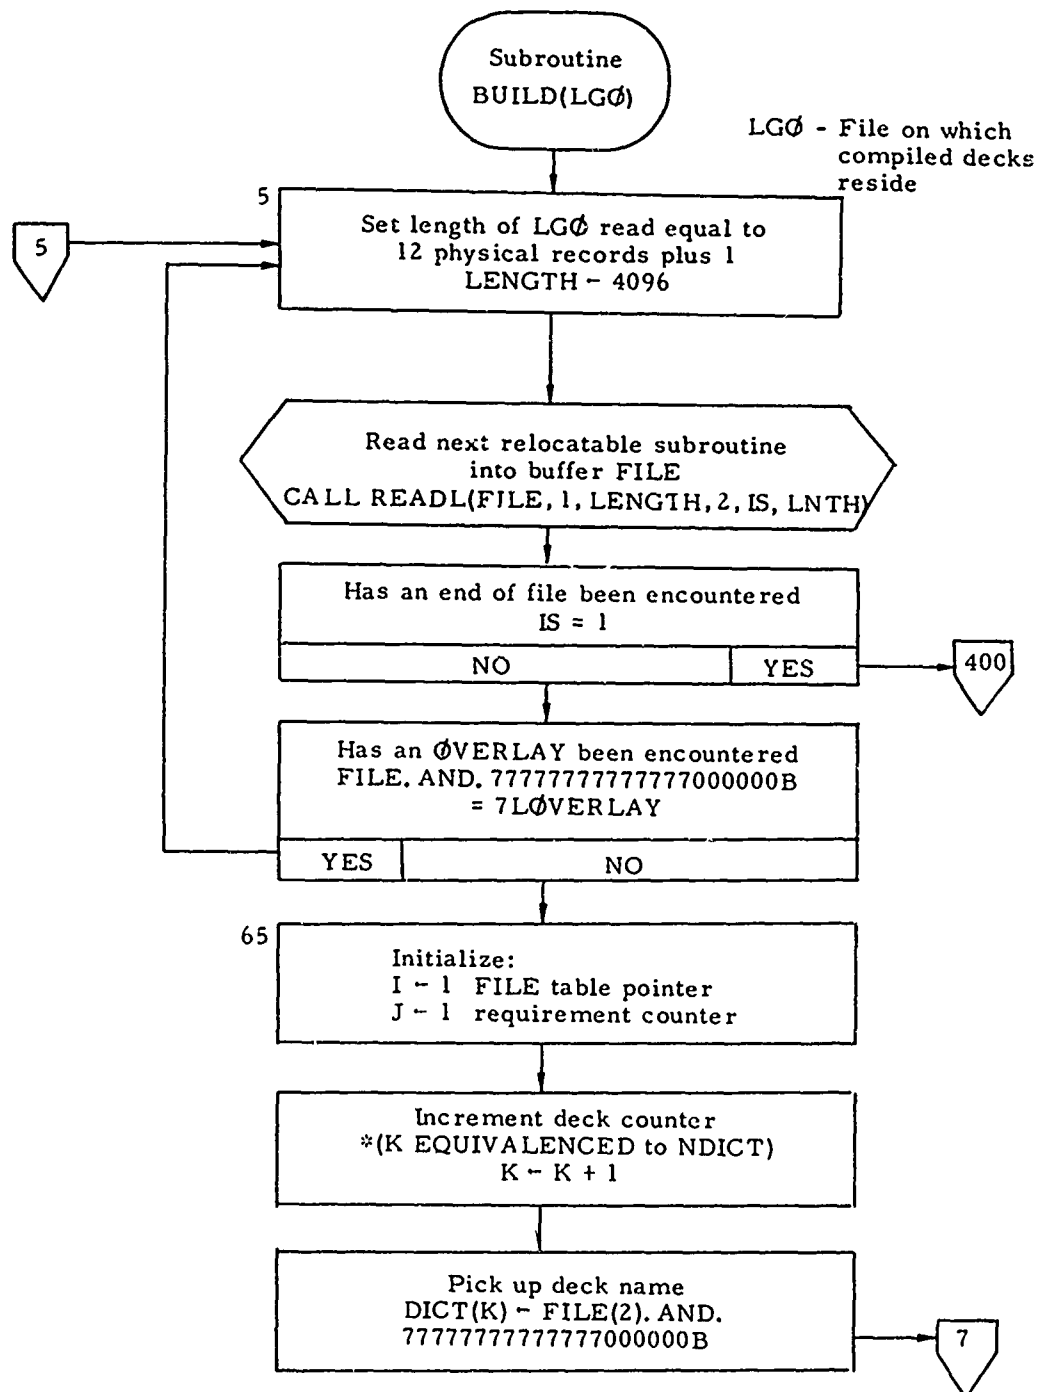 Subroutine
BUILD(LGØ)
LGØ - File on which
compiled decks
reside
5
5
Set length of LGØ read equal to
12 physical records plus 1
LENGTH - 4096
Read next relocatable subroutine
into buffer FILE
CALL READL(FILE, 1, LENGTH, 2, IS, LNTH)
Has an end of file been encountered
IS = 1
NO
YES
400
Has an ØVERLAY been encountered
FILE. AND. 77777777777777000000B
= 7LØVERLAY
YES
NO
65
Initialize:
I - 1 FILE table pointer
J - 1 requirement counter
Increment deck counter
*(K EQUIVALENCED to NDICT)
K - K + 1
Pick up deck name
DICT(K) - FILE(2). AND.
77777777777777000000B
7